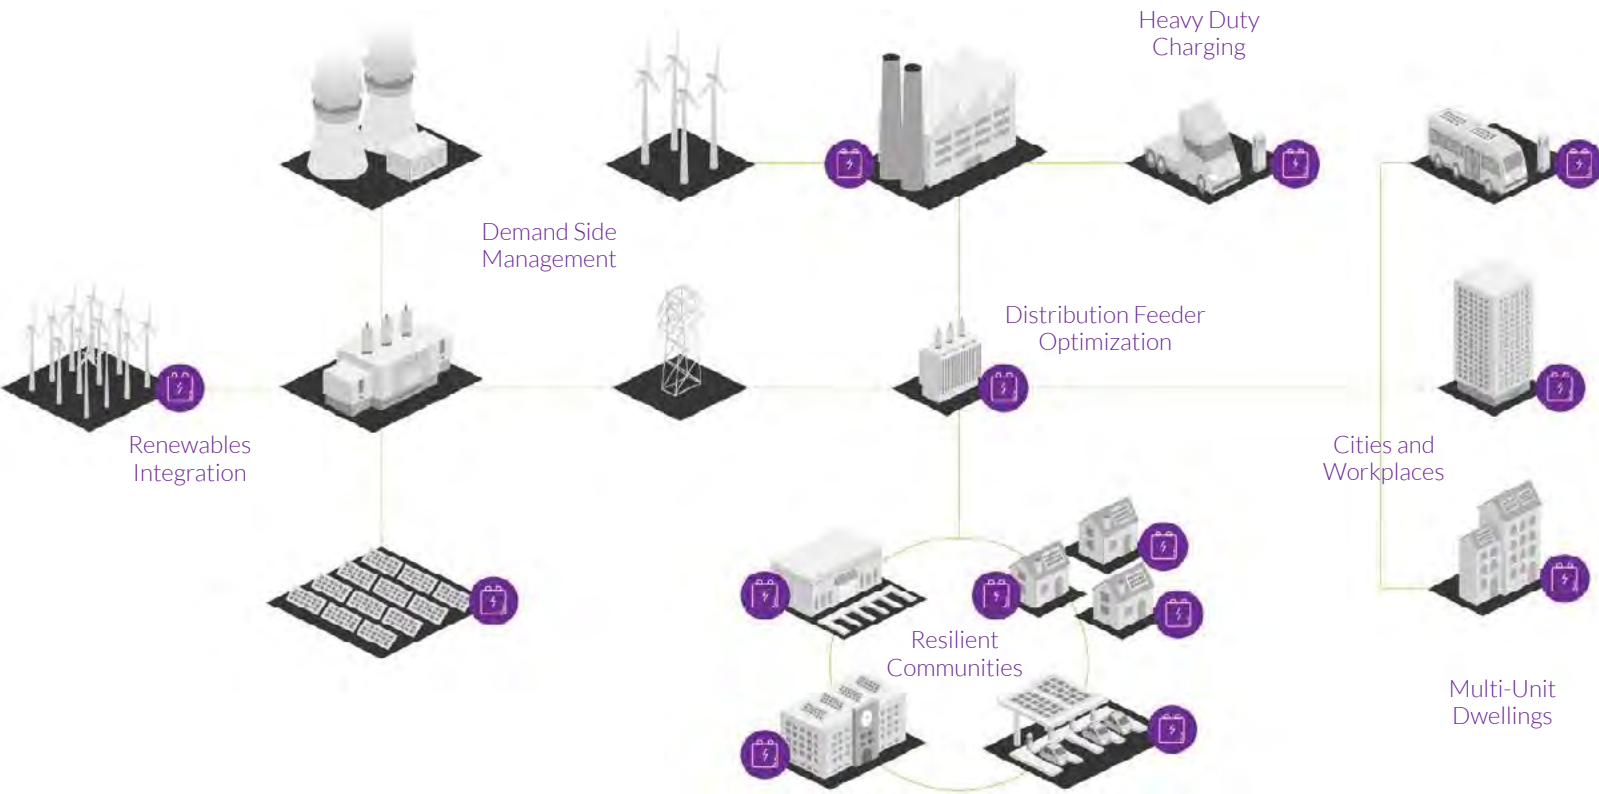 Heavy Duty
Charging
Demand Side
Management
Distribution Feeder
Optimization
Renewables
Integration
Cities and
Workplaces
Resilient
Communities
Multi-Unit
Dwellings